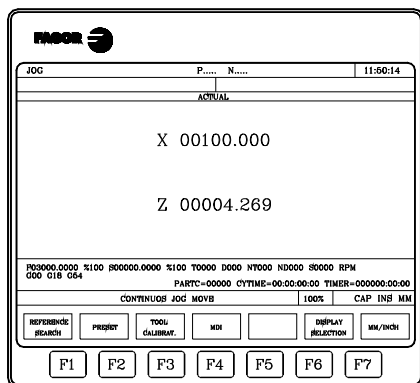 FAGOR
JOG P..... N..... 11:50:14
ACTUAL
X 00100.000
Z 00004.269
F03000.0000 %100 S00000.0000 %100 T0000 D000 NT000 ND000 S0000 RPM
G00 G18 G54
PARTC=00000 CYTIME=00:00:00:00 TIMER=000000:00:00
CONTINUOS JOG MOVE 100% CAP INS MM
REFERENCE SEARCH PRESET TOOL CALIBRAT. MDI DISPLAY SELECTION MM/INCH
F1 F2 F3 F4 F5 F6 F7